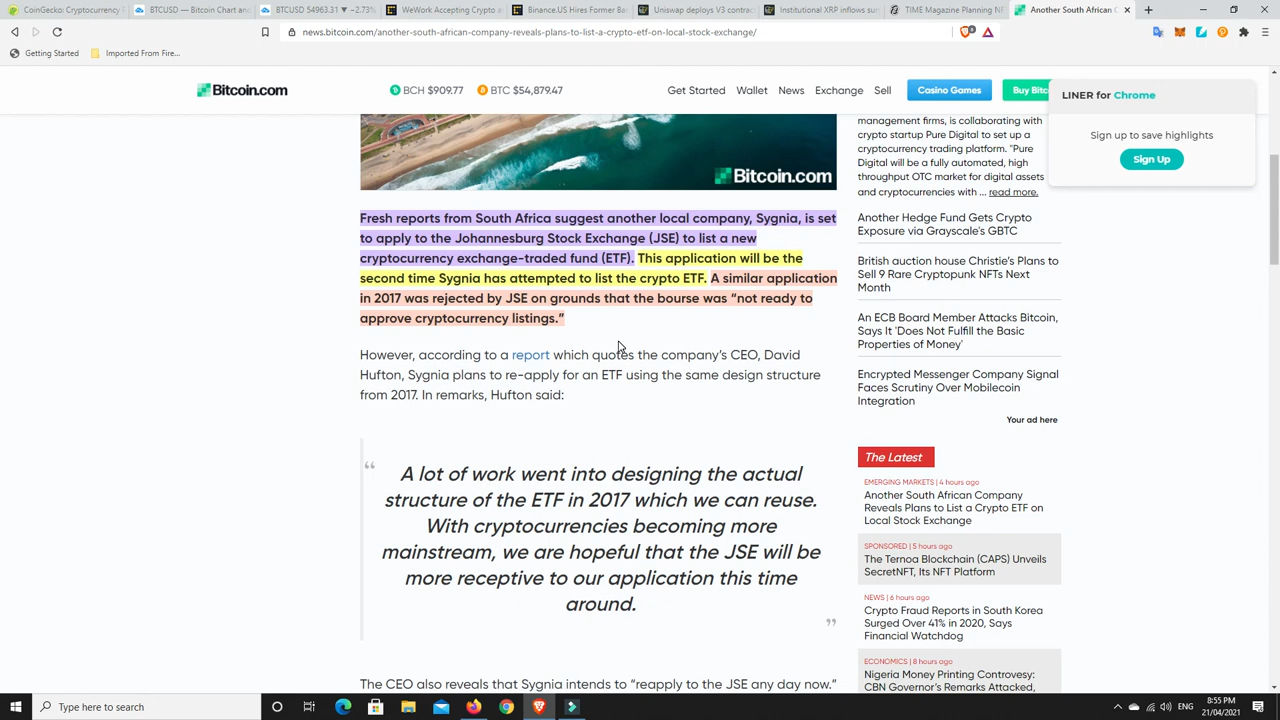 CoinGecko: Cryptocurrency P
BTCUSD — Bitcoin Chart and
BTCUSD 54963.31 ▼ −2.73%
WeWork Accepting Crypto a
Binance.US Hires Former Ba
Uniswap deploys V3 contrac
Institutional XRP inflows su
TIME Magazine Planning N
Another South African C
news.bitcoin.com/another-south-african-company-reveals-plans-to-list-a-crypto-etf-on-local-stock-exchange/
Getting Started
Imported From Fire...
Bitcoin.com
BCH $909.77
BTC $54,879.47
Get Started
Wallet
News
Exchange
Sell
Casino Games
Buy Bitc
LINER for Chrome
Sign up to save highlights
Sign Up
Bitcoin.com
Fresh reports from South Africa suggest another local company, Sygnia, is set
to apply to the Johannesburg Stock Exchange (JSE) to list a new
cryptocurrency exchange-traded fund (ETF). This application will be the
second time Sygnia has attempted to list the crypto ETF. A similar application
in 2017 was rejected by JSE on grounds that the bourse was “not ready to
approve cryptocurrency listings.”
However, according to a report which quotes the company’s CEO, David
Hufton, Sygnia plans to re-apply for an ETF using the same design structure
from 2017. In remarks, Hufton said:
“
A lot of work went into designing the actual
structure of the ETF in 2017 which we can reuse.
With cryptocurrencies becoming more
mainstream, we are hopeful that the JSE will be
more receptive to our application this time
around.
”
The CEO also reveals that Sygnia intends to “reapply to the JSE any day now.”
management firms, is collaborating with
crypto startup Pure Digital to set up a
cryptocurrency trading platform. "Pure
Digital will be a fully automated, high
throughput OTC market for digital assets
and cryptocurrencies with ... read more.
Another Hedge Fund Gets Crypto
Exposure via Grayscale's GBTC
British auction house Christie’s Plans to
Sell 9 Rare Cryptopunk NFTs Next
Month
An ECB Board Member Attacks Bitcoin,
Says It 'Does Not Fulfill the Basic
Properties of Money'
Encrypted Messenger Company Signal
Faces Scrutiny Over Mobilecoin
Integration
Your ad here
The Latest
EMERGING MARKETS | 4 hours ago
Another South African Company
Reveals Plans to List a Crypto ETF on
Local Stock Exchange
SPONSORED | 5 hours ago
The Ternoa Blockchain (CAPS) Unveils
SecretNFT, Its NFT Platform
NEWS | 6 hours ago
Crypto Fraud Reports in South Korea
Surged Over 41% in 2020, Says
Financial Watchdog
ECONOMICS | 8 hours ago
Nigeria Money Printing Controversy:
CBN Governor's Remarks Attacked,
Type here to search
ENG
8:55 PM
21/04/2021